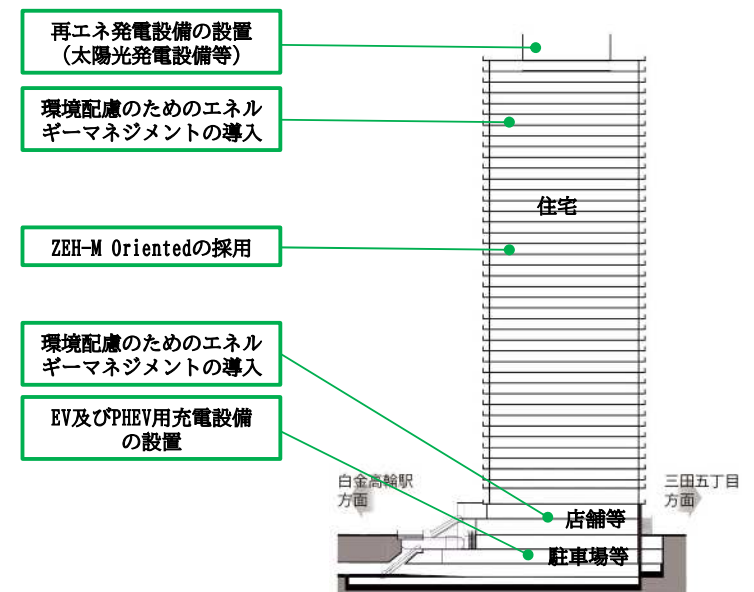 再エネ発電設備の設置
（太陽光発電設備等）
環境配慮のためのエネル
ギーマネジメントの導入
住宅
ZEH-M Orientedの採用
環境配慮のためのエネル
ギーマネジメントの導入
EV及びPHEV用充電設備
の設置
白金高輪駅
方面
三田五丁目
方面
店舗等
駐車場等